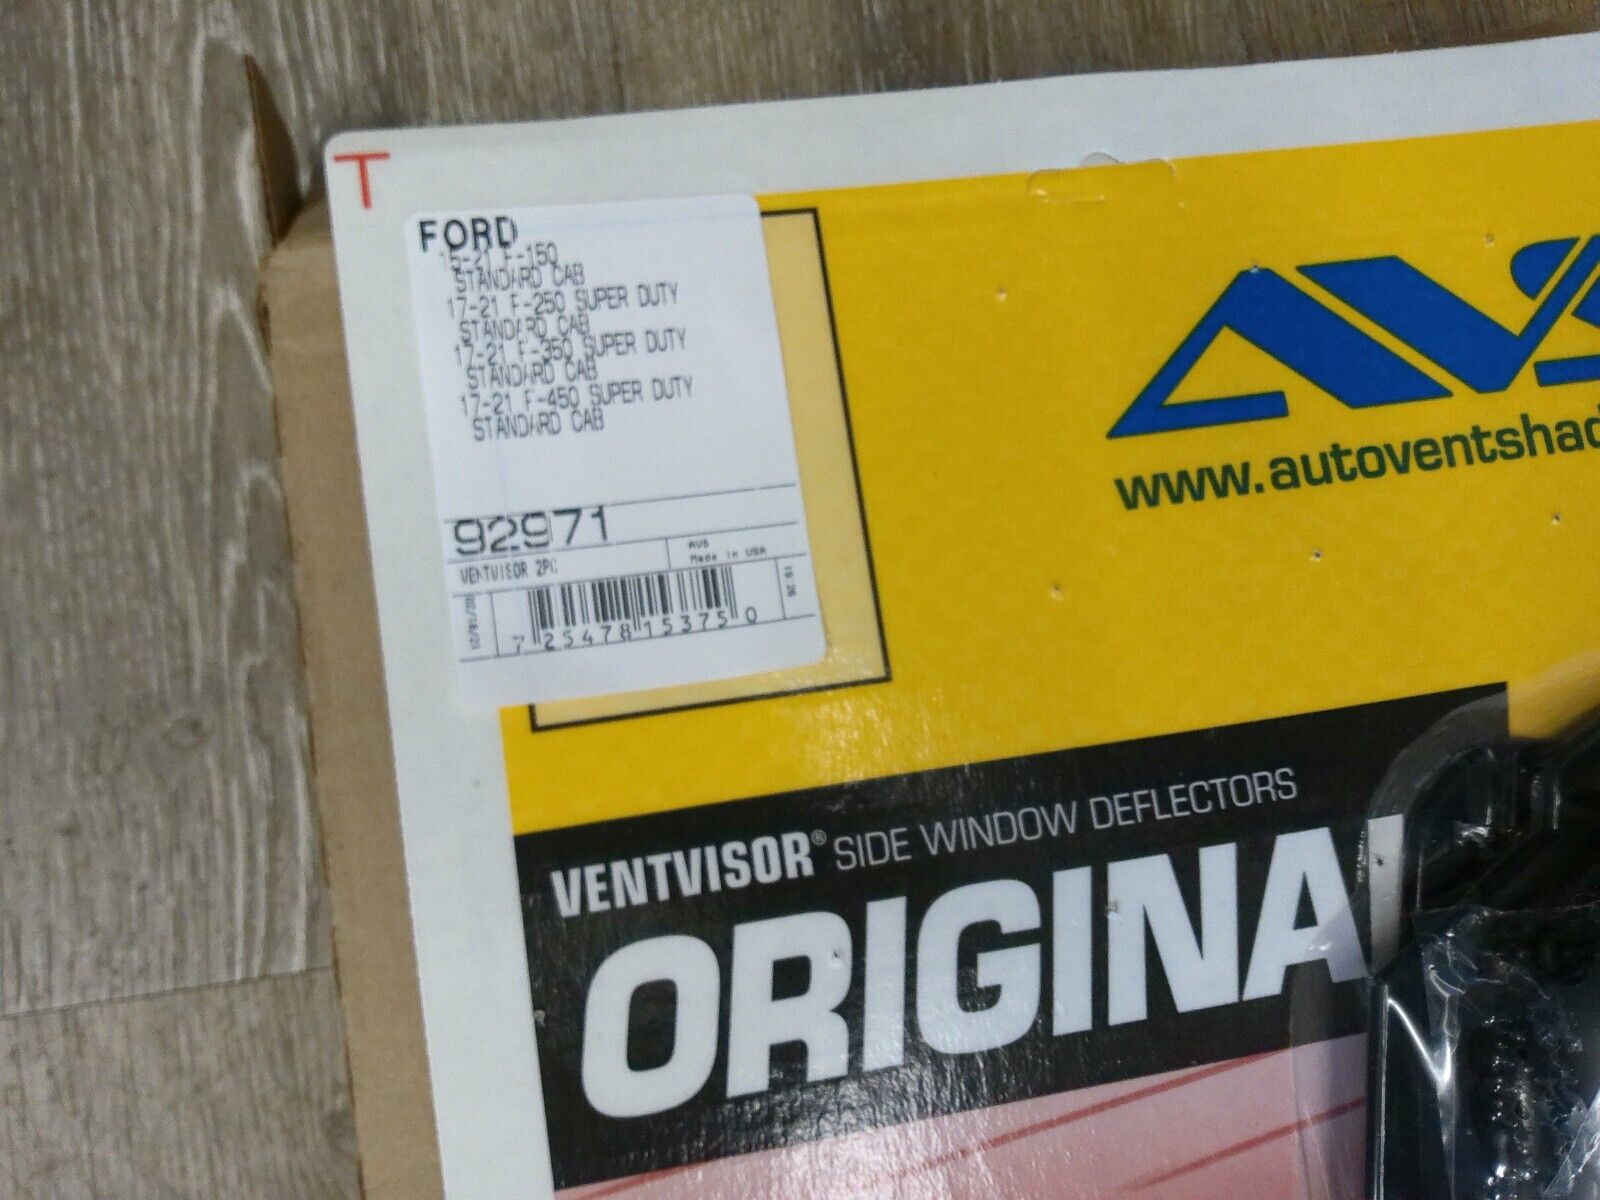 T
FORD
15-21 F-150
STANDARD CAB
17-21 F-250 SUPER DUTY
STANDARD CAB
17-21 F-350 SUPER DUTY
STANDARD CAB
17-21 F-450 SUPER DUTY
STANDARD CAB
92971
VENTVISOR 2PC
AVS
Made in USA
7 25478 15375 0
AVS
www.autoventshad
VENTVISOR® SIDE WINDOW DEFLECTORS
ORIGINAL